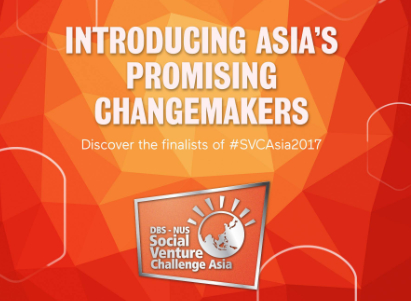 INTRODUCING ASIA'S
PROMISING
CHANGEMAKERS
Discover the finalists of #SVCAsia2017
DBS - NUS
Social
Venture
Challenge Asia